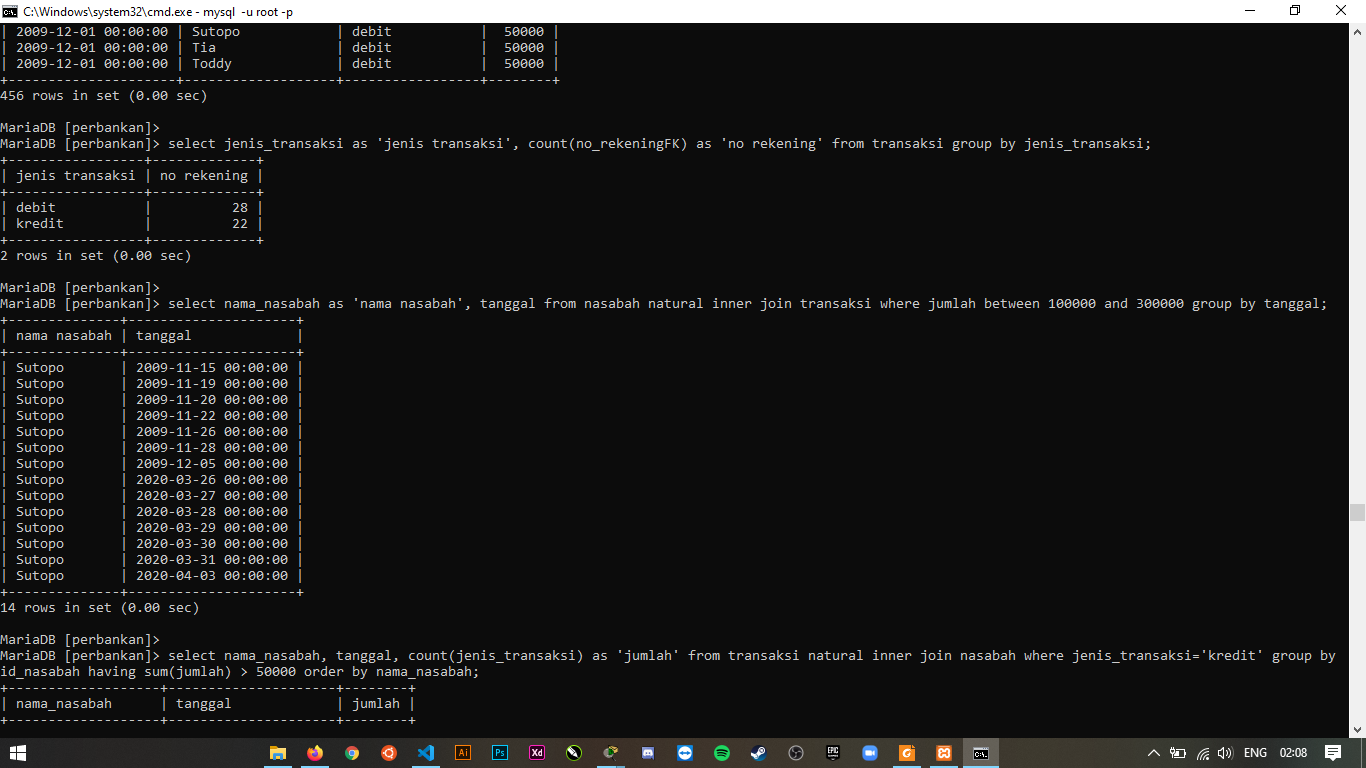 C:\Windows\system32\cmd.exe - mysql  -u root -p
| 2009-12-01 00:00:00 | Sutopo            | debit           |  50000 |
| 2009-12-01 00:00:00 | Tia               | debit           |  50000 |
| 2009-12-01 00:00:00 | Toddy             | debit           |  50000 |
+---------------------+-------------------+-----------------+--------+
456 rows in set (0.00 sec)
MariaDB [perbankan]>
MariaDB [perbankan]> select jenis_transaksi as 'jenis transaksi', count(no_rekeningFK) as 'no rekening' from transaksi group by jenis_transaksi;
+-----------------+-------------+
| jenis transaksi | no rekening |
+-----------------+-------------+
| debit           |          28 |
| kredit          |          22 |
+-----------------+-------------+
2 rows in set (0.00 sec)
MariaDB [perbankan]>
MariaDB [perbankan]> select nama_nasabah as 'nama nasabah', tanggal from nasabah natural inner join transaksi where jumlah between 100000 and 300000 group by tanggal;
+--------------+---------------------+
| nama nasabah | tanggal             |
+--------------+---------------------+
| Sutopo       | 2009-11-15 00:00:00 |
| Sutopo       | 2009-11-19 00:00:00 |
| Sutopo       | 2009-11-20 00:00:00 |
| Sutopo       | 2009-11-22 00:00:00 |
| Sutopo       | 2009-11-26 00:00:00 |
| Sutopo       | 2009-11-28 00:00:00 |
| Sutopo       | 2009-12-05 00:00:00 |
| Sutopo       | 2020-03-26 00:00:00 |
| Sutopo       | 2020-03-27 00:00:00 |
| Sutopo       | 2020-03-28 00:00:00 |
| Sutopo       | 2020-03-29 00:00:00 |
| Sutopo       | 2020-03-30 00:00:00 |
| Sutopo       | 2020-03-31 00:00:00 |
| Sutopo       | 2020-04-03 00:00:00 |
+--------------+---------------------+
14 rows in set (0.00 sec)
MariaDB [perbankan]>
MariaDB [perbankan]> select nama_nasabah, tanggal, count(jenis_transaksi) as 'jumlah' from transaksi natural inner join nasabah where jenis_transaksi='kredit' group by
id_nasabah having sum(jumlah) > 50000 order by nama_nasabah;
+-------------------+---------------------+--------+
| nama_nasabah      | tanggal             | jumlah |
+-------------------+---------------------+--------+
Ai Ps Xd EPIC G ENG 02:08